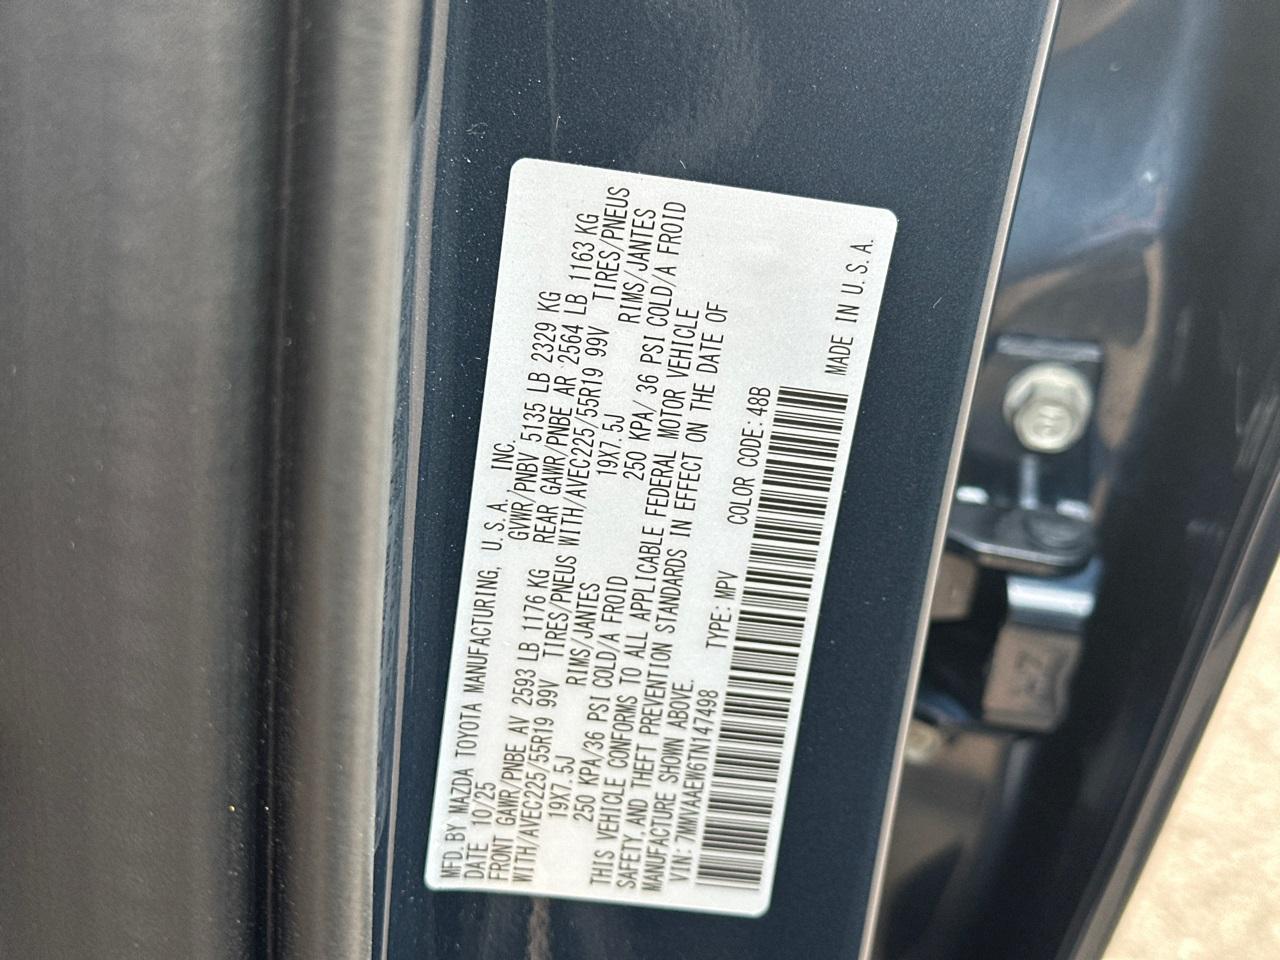 MFD.BY MAZDA TOYOTA MANUFACTURING, U.S.A. INC.
DATE 10/25 GVWR/PNBV 5135 LB 2329 KG
FRONT GAWR/PNBE AV 2593 LB 1176 KG REAR GAWR/PNBE AR 2564 LB 1163 KG
WITH/AVEC225/55R19 99V TIRES/PNEUS WITH/AVEC225/55R19 99V TIRES/PNEUS
19X7.5J RIMS/JANTES 19X7.5J RIMS/JANTES
250 KPA/36 PSI COLD/A FROID 250 KPA/ 36 PSI COLD/A FROID
THIS VEHICLE CONFORMS TO ALL APPLICABLE FEDERAL MOTOR VEHICLE
SAFETY, AND THEFT PREVENTION STANDARDS IN EFFECT ON THE DATE OF
MANUFACTURE SHOWN ABOVE.
VIN: 7MMVAAEW6TN147498 TYPE: MPV COLOR CODE: 48B
MADE IN U.S.A.